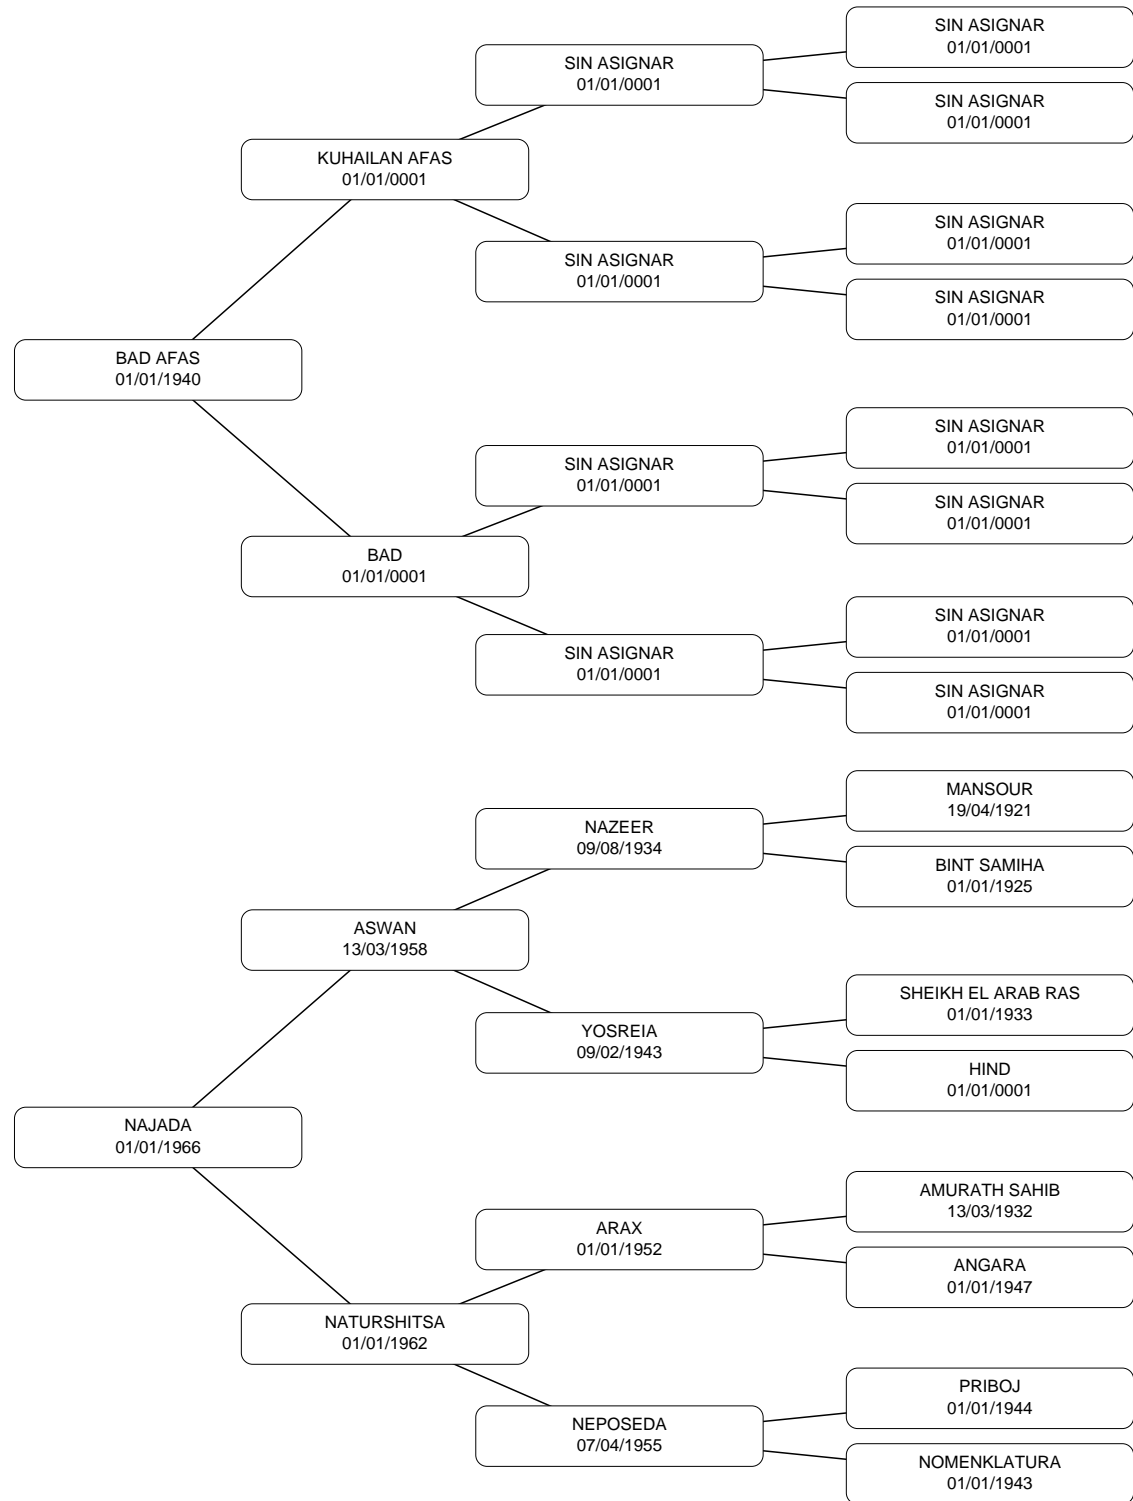 SIN ASIGNAR
01/01/0001
SIN ASIGNAR
01/01/0001
SIN ASIGNAR
01/01/0001
KUHAILAN AFAS
01/01/0001
SIN ASIGNAR
01/01/0001
SIN ASIGNAR
01/01/0001
SIN ASIGNAR
01/01/0001
BAD AFAS
01/01/1940
SIN ASIGNAR
01/01/0001
SIN ASIGNAR
01/01/0001
SIN ASIGNAR
01/01/0001
BAD
01/01/0001
SIN ASIGNAR
01/01/0001
SIN ASIGNAR
01/01/0001
SIN ASIGNAR
01/01/0001
MANSOUR
19/04/1921
NAZEER
09/08/1934
BINT SAMIHA
01/01/1925
ASWAN
13/03/1958
SHEIKH EL ARAB RAS
01/01/1933
YOSREIA
09/02/1943
HIND
01/01/0001
NAJADA
01/01/1966
AMURATH SAHIB
13/03/1932
ARAX
01/01/1952
ANGARA
01/01/1947
NATURSHITSA
01/01/1962
PRIBOJ
01/01/1944
NEPOSEDA
07/04/1955
NOMENKLATURA
01/01/1943